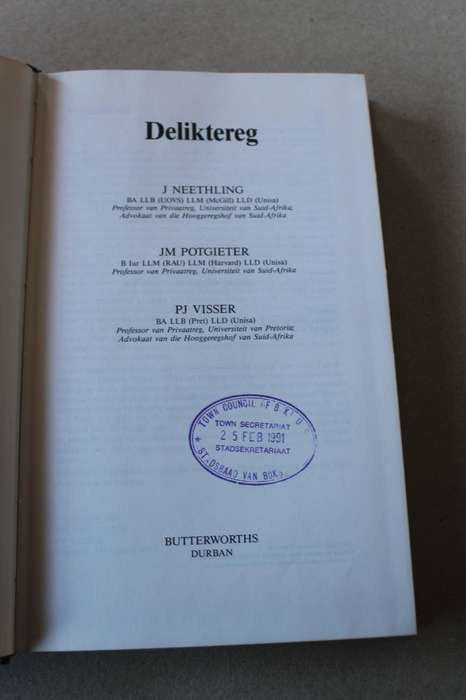 Deliktereg
J NEETHLING
BA LLB (UOVS) LLM (McGill) LLD (Unisa)
Professor van Privaatreg, Universiteit van Suid-Afrika;
Advokaat van die Hooggeregshof van Suid-Afrika
JM POTGIETER
B Iur LLM (RAU) LLM (Harvard) LLD (Unisa)
Professor van Privaatreg, Universiteit van Suid-Afrika
PJ VISSER
BA LLB (Pret) LLD (Unisa)
Professor van Privaatreg, Universiteit van Pretoria;
Advokaat van die Hooggeregshof van Suid-Afrika
TOWN COUNCIL
TOWN SECRETARIAT
25 FEB 1991
STADSEKRETARIAAT
VAN
BUTTERWORTHS
DURBAN